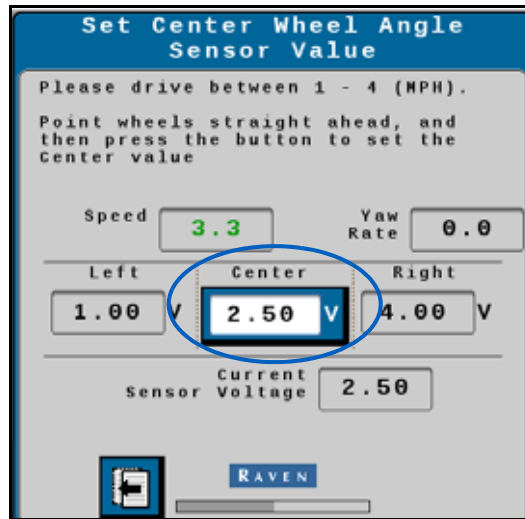 Set Center Wheel Angle
Sensor Value
Please drive between 1 - 4 (MPH).
Point wheels straight ahead, and
then press the button to set the
Center value
Speed 3.3 Yaw Rate 0.0
Left Center Right
1.00 V 2.50 V 4.00 V
Current
Sensor Voltage 2.50
RAVEN